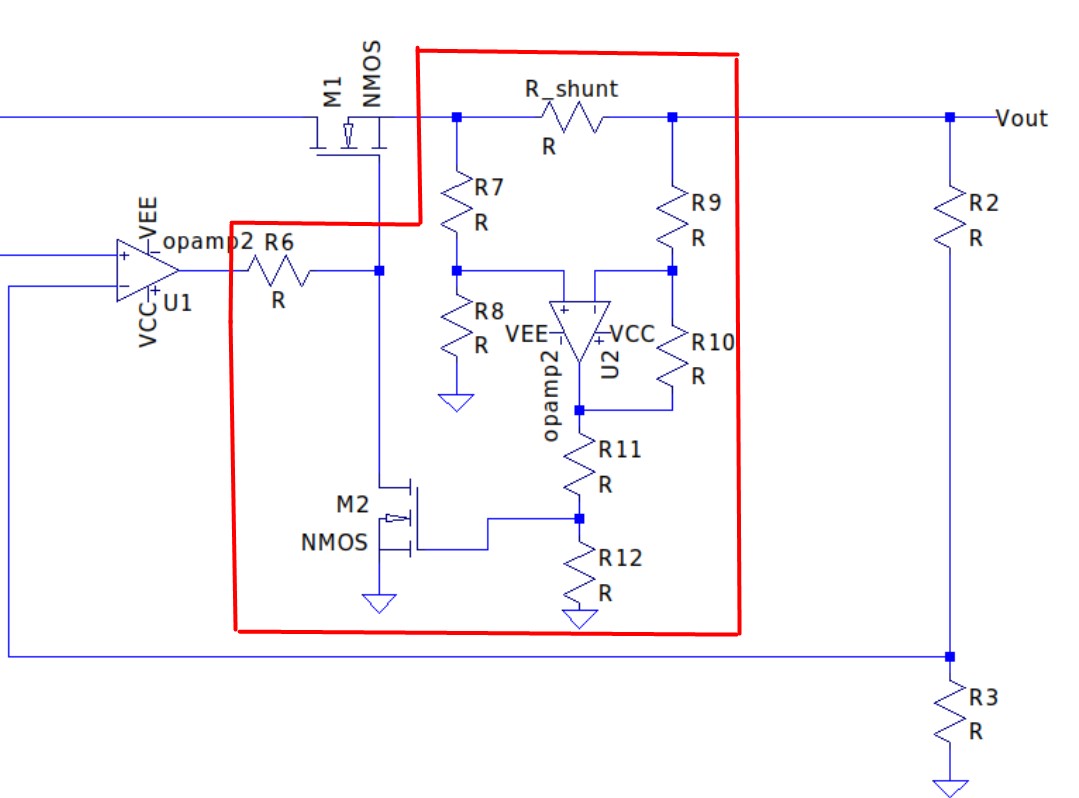 M1
NMOS
R_shunt
R
Vout
R7
R
R9
R
R2
R
VEE
opamp2
R6
R
VCC
U1
R8
R
VEE
VCC
opamp2
U2
R10
R
R11
R
M2
NMOS
R12
R
R3
R